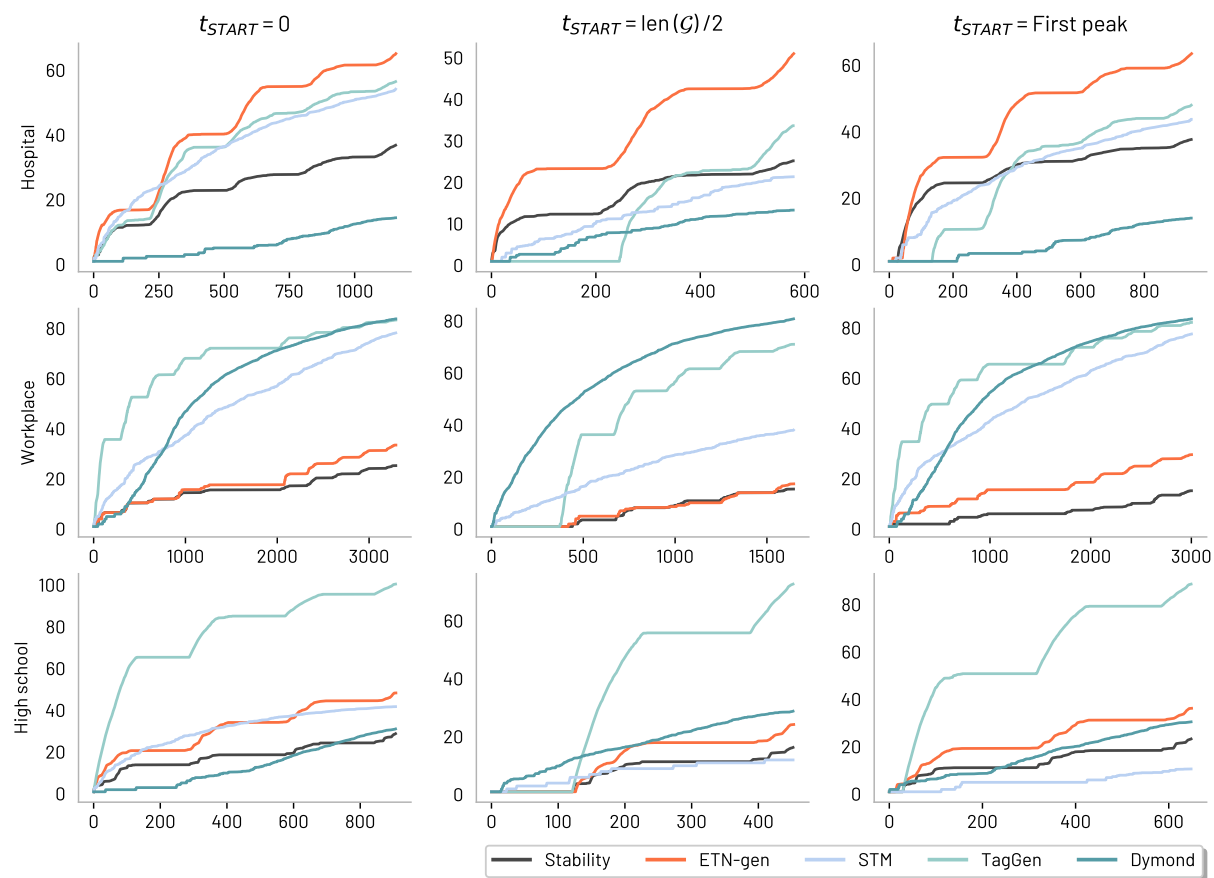 t_START = 0
t_START = len(𝒢)/2
t_START = First peak
Hospital
60
40
20
0
0 250 500 750 1000
50
40
30
20
10
0
0 200 400 600
60
40
20
0
0 200 400 600 800
Workplace
80
60
40
20
0
0 1000 2000 3000
80
60
40
20
0
0 500 1000 1500
80
60
40
20
0
0 1000 2000 3000
High school
100
80
60
40
20
0
0 200 400 600 800
60
40
20
0
0 100 200 300 400
80
60
40
20
0
0 200 400 600
Stability ETN-gen STM TagGen Dymond